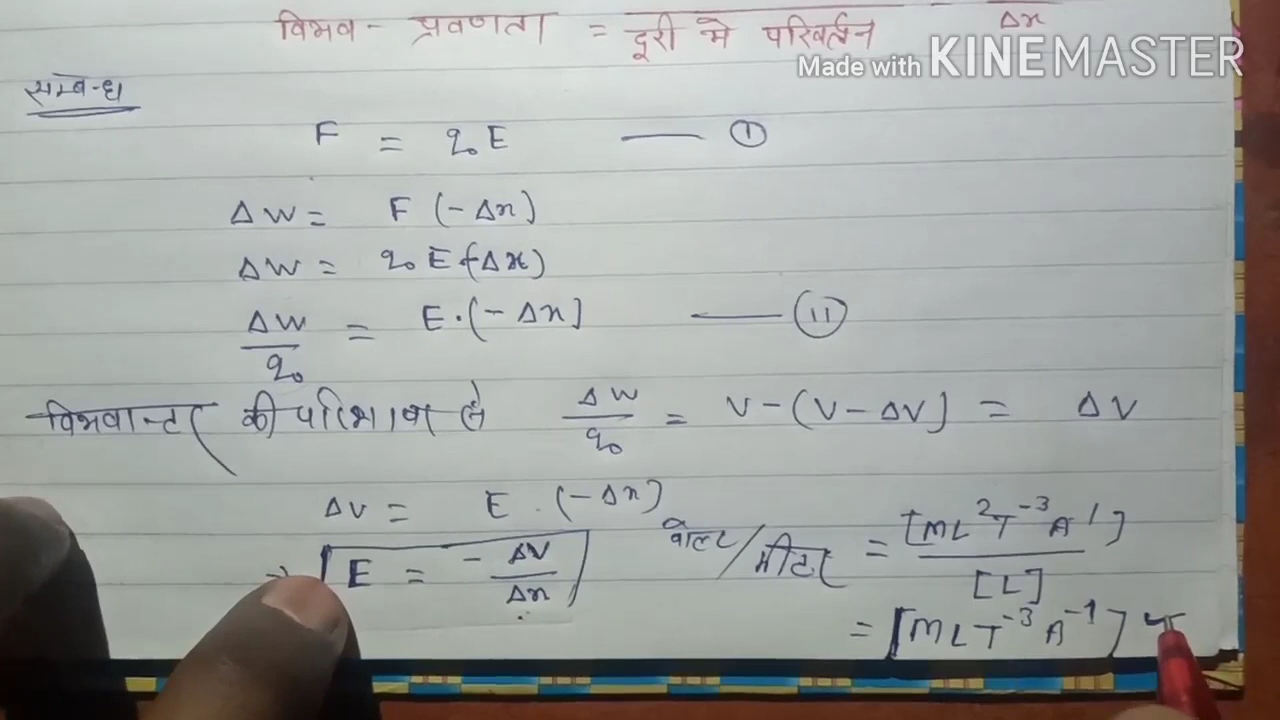 विभव - प्रवणता = दूरी मे परिवर्तन Δx
Made with KINEMASTER
सम्बन्ध
F = q₀E —— (1)
ΔW = F (-Δx)
ΔW = q₀ E (-Δx)
ΔW/q₀ = E.(-Δx) —— (11)
विभवान्तर की परिभाषा से ΔW/q₀ = V-(V-ΔV) = ΔV
ΔV = E.(-Δx)
⇒ E = - ΔV/Δx वोल्ट/मीटर = [ML²T⁻³A⁻¹]/[L]
= [MLT⁻³A⁻¹]